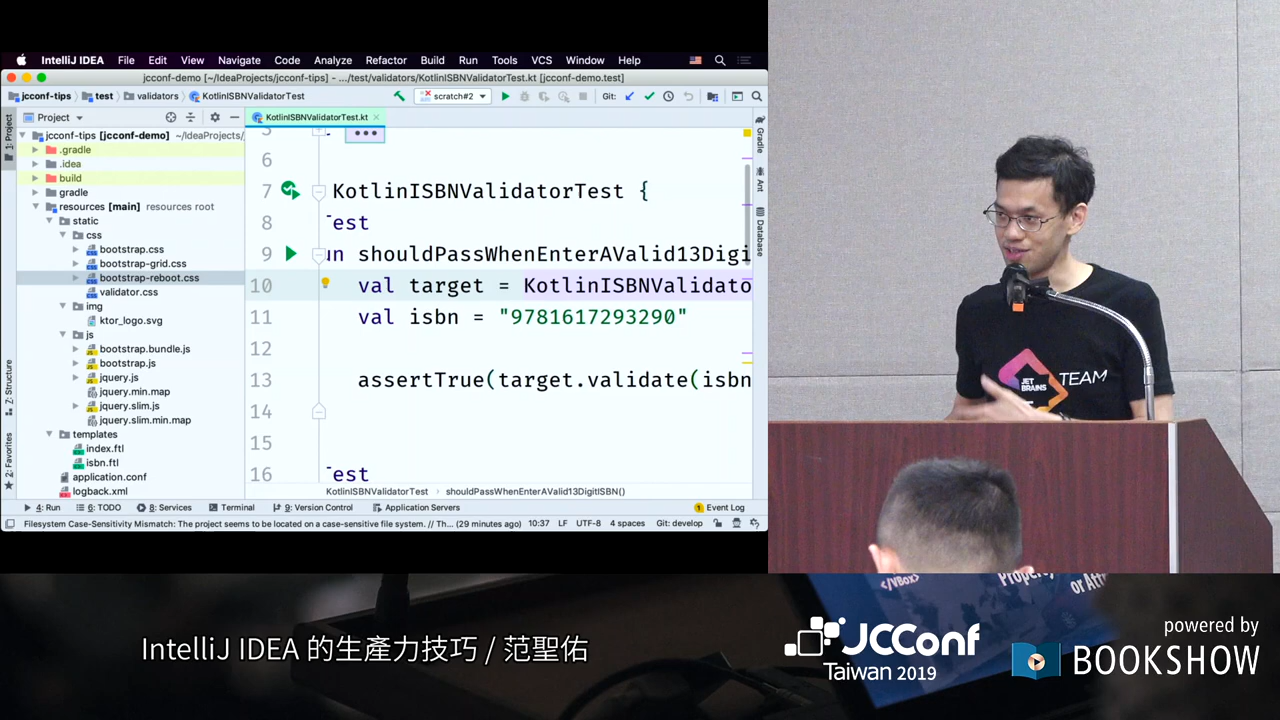 IntelliJ IDEA File Edit View Navigate Code Analyze Refactor Build Run Tools VCS Window Help
jcconf-demo [~/IdeaProjects/jcconf-tips] - .../test/validators/KotlinISBNValidatorTest.kt [jcconf-demo.test]
jcconf-tips test validators KotlinISBNValidatorTest scratch#2 Git:
Project
KotlinISBNValidatorTest.kt
1: Project
jcconf-tips [jcconf-demo] ~/IdeaProjects/
.gradle
.idea
build
gradle
resources [main] resources root
static
css
bootstrap.css
bootstrap-grid.css
bootstrap-reboot.css
validator.css
img
ktor_logo.svg
js
bootstrap.bundle.js
bootstrap.js
jquery.js
jquery.min.map
jquery.slim.js
jquery.slim.min.map
templates
index.ftl
isbn.ftl
application.conf
logback.xml
Z: Structure
2: Favorites
5 ...
6
7 KotlinISBNValidatorTest {
8 Test
9 un shouldPassWhenEnterAValid13Digi
10 val target = KotlinISBNValidato
11 val isbn = "9781617293290"
12
13 assertTrue(target.validate(isbn
14
15
16 Test
KotlinISBNValidatorTest › shouldPassWhenEnterAValid13DigitISBN()
Gradle
Ant
Database
4: Run 6: TODO 8: Services Terminal 9: Version Control Application Servers 1 Event Log
Filesystem Case-Sensitivity Mismatch: The project seems to be located on a case-sensitive file system. // Th... (29 minutes ago) 10:37 LF UTF-8 4 spaces Git: develop
JET
BRAINS
TEAM
</VBox>
Property
or Att
IntelliJ IDEA 的生產力技巧 / 范聖佑
JCConf
Taiwan 2019
powered by
BOOKSHOW